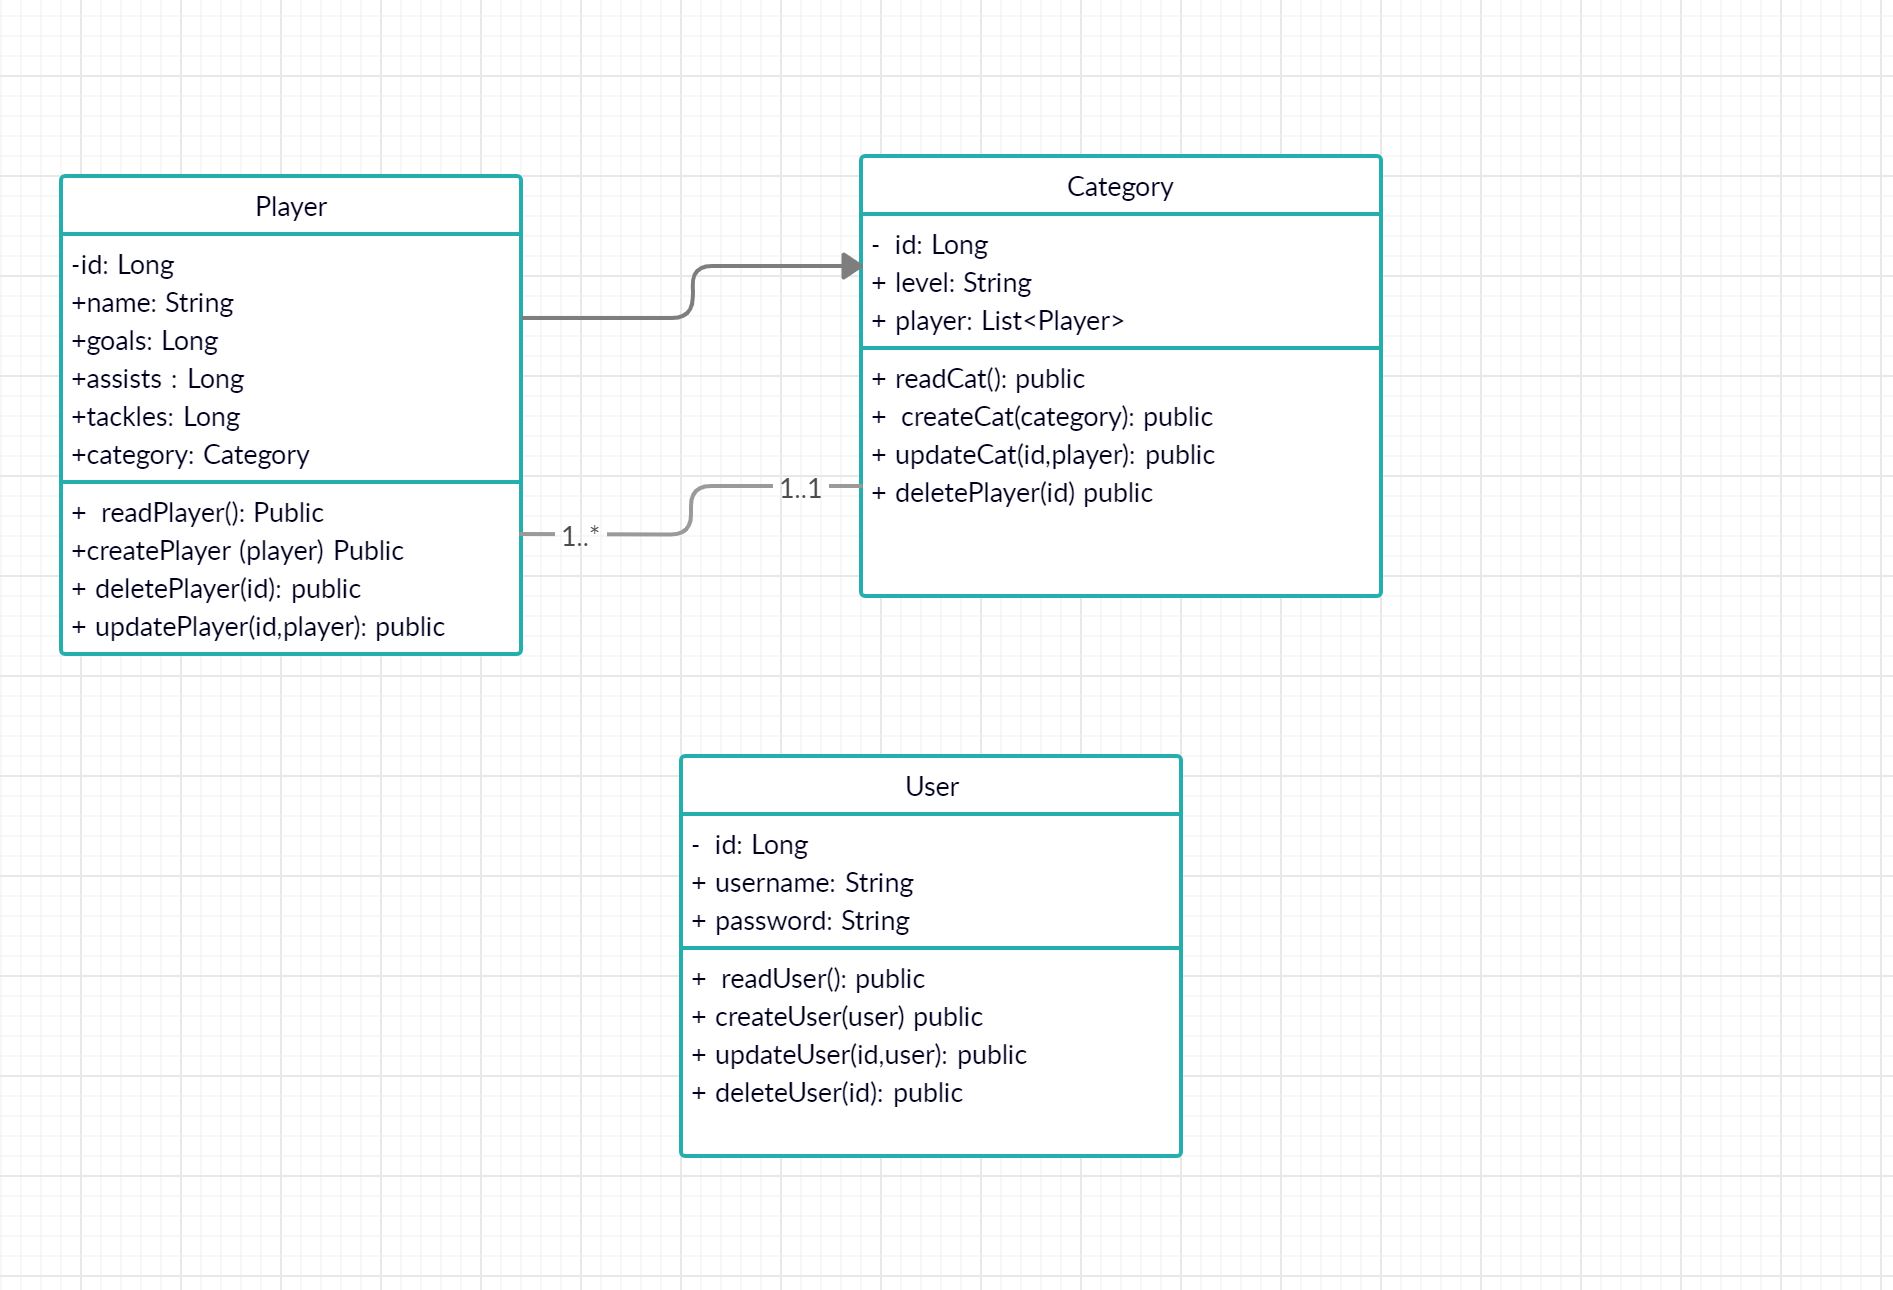 Player
-id: Long
+name: String
+goals: Long
+assists : Long
+tackles: Long
+category: Category
+ readPlayer(): Public
+createPlayer (player) Public
+ deletePlayer(id): public
+ updatePlayer(id,player): public
1..*
1..1
Category
- id: Long
+ level: String
+ player: List<Player>
+ readCat(): public
+ createCat(category): public
+ updateCat(id,player): public
+ deletePlayer(id) public
User
- id: Long
+ username: String
+ password: String
+ readUser(): public
+ createUser(user) public
+ updateUser(id,user): public
+ deleteUser(id): public